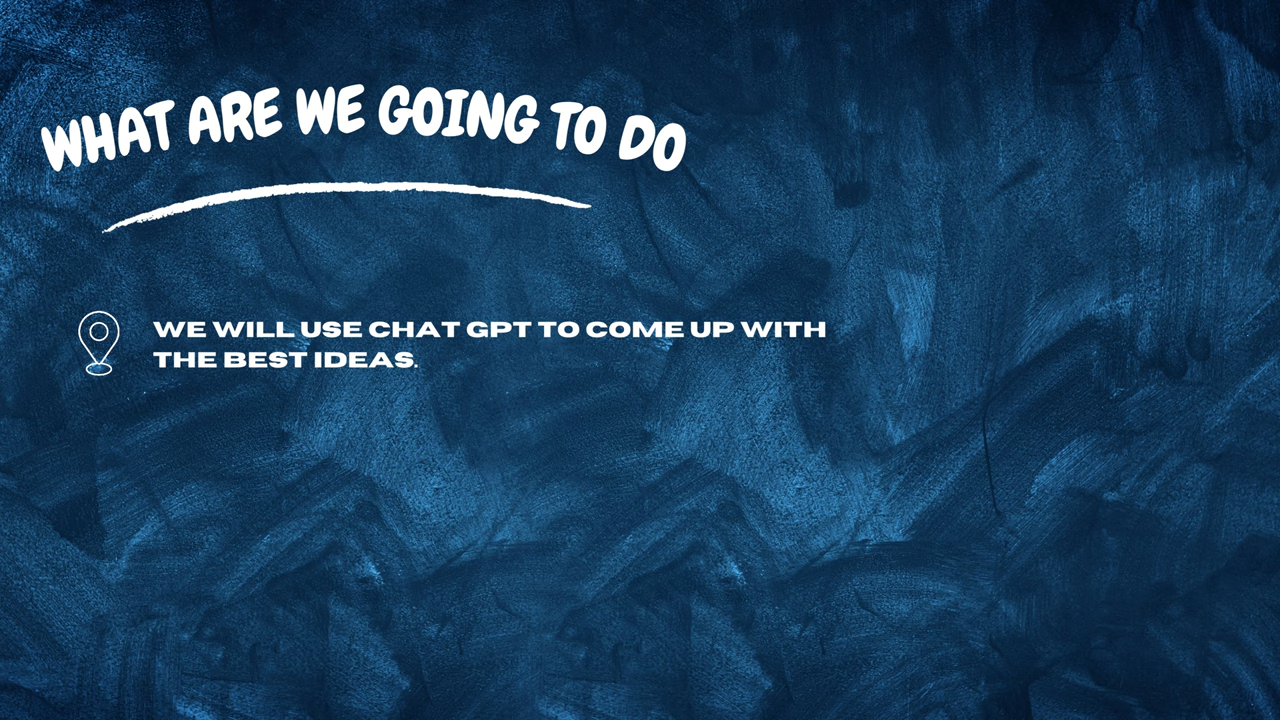 WHAT ARE WE GOING TO DO
WE WILL USE CHAT GPT TO COME UP WITH
THE BEST IDEAS.